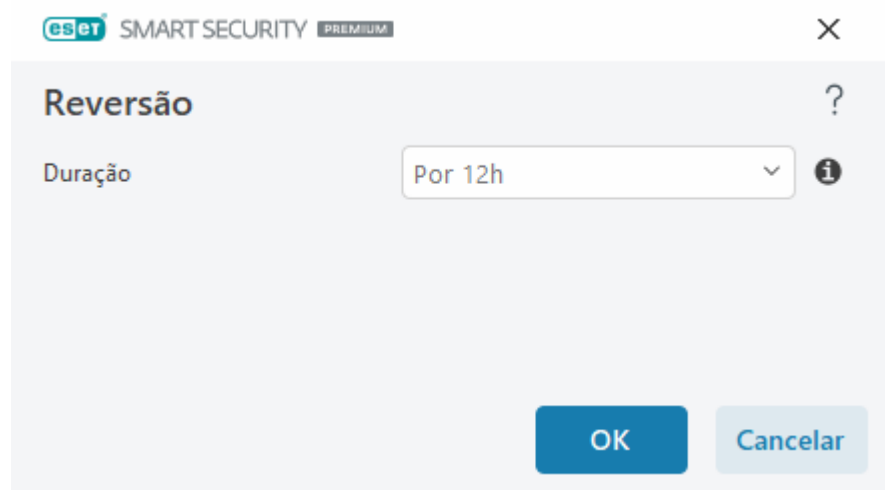 eseT SMART SECURITY PREMIUM
Reversão
?
Duração
Por 12h
i
OK
Cancelar